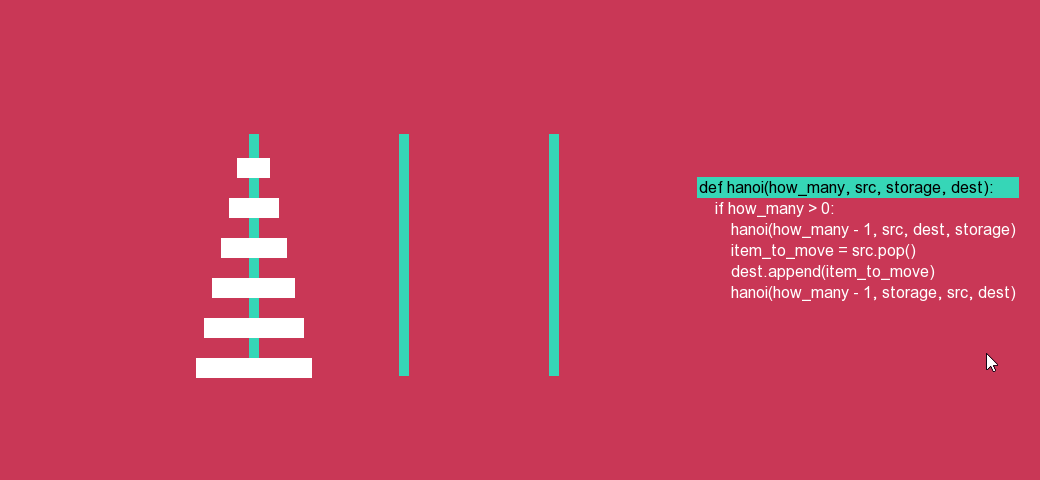 def hanoi(how_many, src, storage, dest):
if how_many > 0:
hanoi(how_many - 1, src, dest, storage)
item_to_move = src.pop()
dest.append(item_to_move)
hanoi(how_many - 1, storage, src, dest)